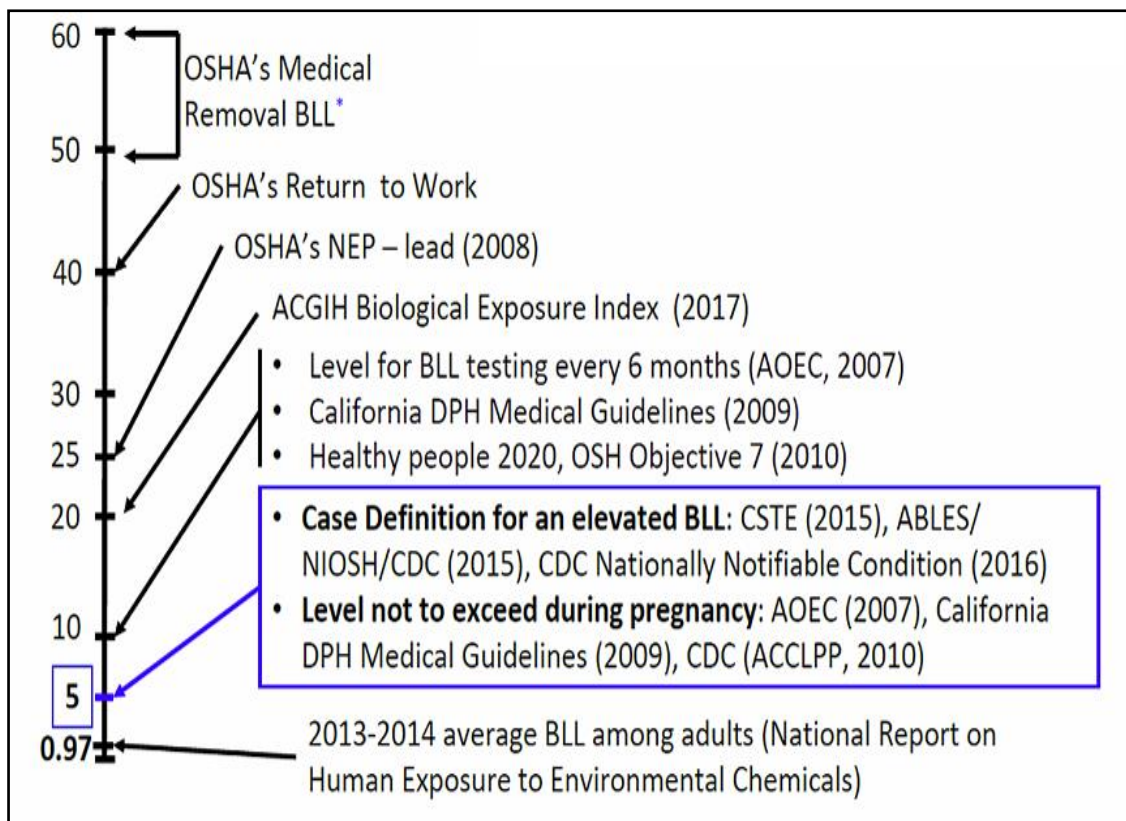 60
OSHA's Medical
Removal BLL*
50
OSHA's Return to Work
OSHA's NEP – lead (2008)
40
ACGIH Biological Exposure Index (2017)
• Level for BLL testing every 6 months (AOEC, 2007)
30
• California DPH Medical Guidelines (2009)
25
• Healthy people 2020, OSH Objective 7 (2010)
20
• Case Definition for an elevated BLL: CSTE (2015), ABLES/
NIOSH/CDC (2015), CDC Nationally Notifiable Condition (2016)
10
• Level not to exceed during pregnancy: AOEC (2007), California
DPH Medical Guidelines (2009), CDC (ACCLPP, 2010)
5
0.97
2013-2014 average BLL among adults (National Report on
Human Exposure to Environmental Chemicals)